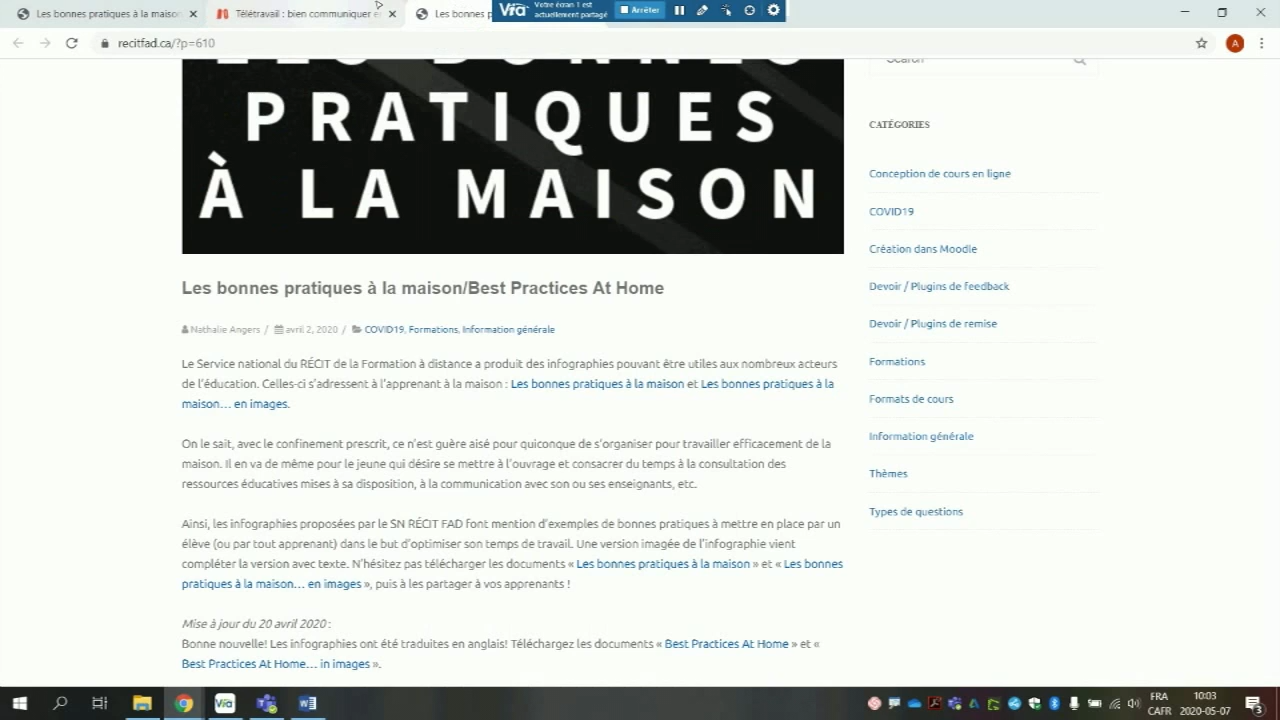 Les bonnes pratiques à la maison
Télétravail : bien communiquer e
Les bonnes p
Via
Votre écran 1 est
actuellement partagé
Arrêter
recitfad.ca/?p=610
A
PRATIQUES
À LA MAISON
Search
CATÉGORIES
Conception de cours en ligne
COVID19
Création dans Moodle
Devoir / Plugins de feedback
Devoir / Plugins de remise
Formations
Formats de cours
Information générale
Thèmes
Types de questions
Les bonnes pratiques à la maison/Best Practices At Home
Nathalie Angers / avril 2, 2020 / COVID19, Formations, Information générale
Le Service national du RÉCIT de la Formation à distance a produit des infographies pouvant être utiles aux nombreux acteurs
de l'éducation. Celles-ci s'adressent à l'apprenant à la maison : Les bonnes pratiques à la maison et Les bonnes pratiques à la
maison… en images.
On le sait, avec le confinement prescrit, ce n'est guère aisé pour quiconque de s'organiser pour travailler efficacement de la
maison. Il en va de même pour le jeune qui désire se mettre à l'ouvrage et consacrer du temps à la consultation des
ressources éducatives mises à sa disposition, à la communication avec son ou ses enseignants, etc.
Ainsi, les infographies proposées par le SN RÉCIT FAD font mention d'exemples de bonnes pratiques à mettre en place par un
élève (ou par tout apprenant) dans le but d'optimiser son temps de travail. Une version imagée de l'infographie vient
compléter la version avec texte. N'hésitez pas télécharger les documents « Les bonnes pratiques à la maison » et « Les bonnes
pratiques à la maison… en images », puis à les partager à vos apprenants !
Mise à jour du 20 avril 2020 :
Bonne nouvelle! Les infographies ont été traduites en anglais! Téléchargez les documents « Best Practices At Home » et «
Best Practices At Home… in images ».
Via
FRA
CAFR
10:03
2020-05-07
3